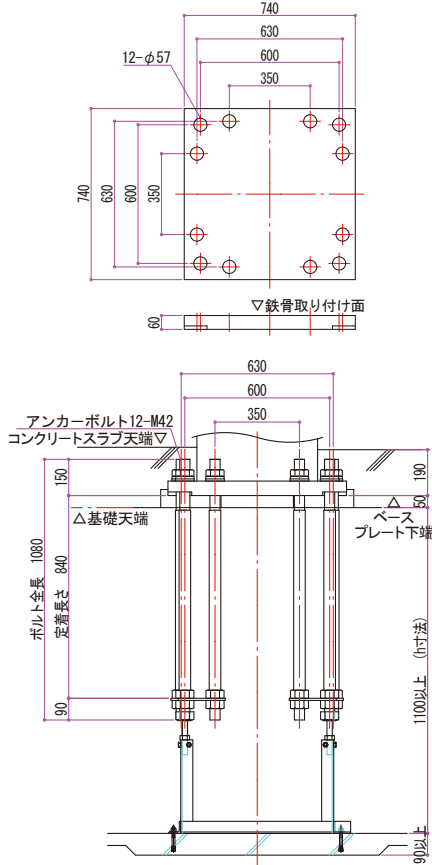 740
630
12-φ57
600
350
740
630
600
350
60
▽鉄骨取り付け面
630
600
アンカーボルト12-M42
350
コンクリートスラブ天端▽
150
190
50
△基礎天端
△
ベース
プレート下端
ボルト全長 1080
定着長さ 840
1100以上 (h寸法)
90
90以上